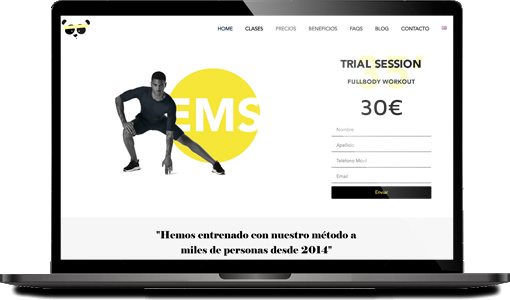 HOME CLASES PRECIOS BENEFICIOS FAQS BLOG CONTACTO
EMS
TRIAL SESSION
FULLBODY WORKOUT
30€
Nombre
Apellido
Teléfono Móvil
Email
Enviar
"Hemos entrenado con nuestro método a
miles de personas desde 2014"